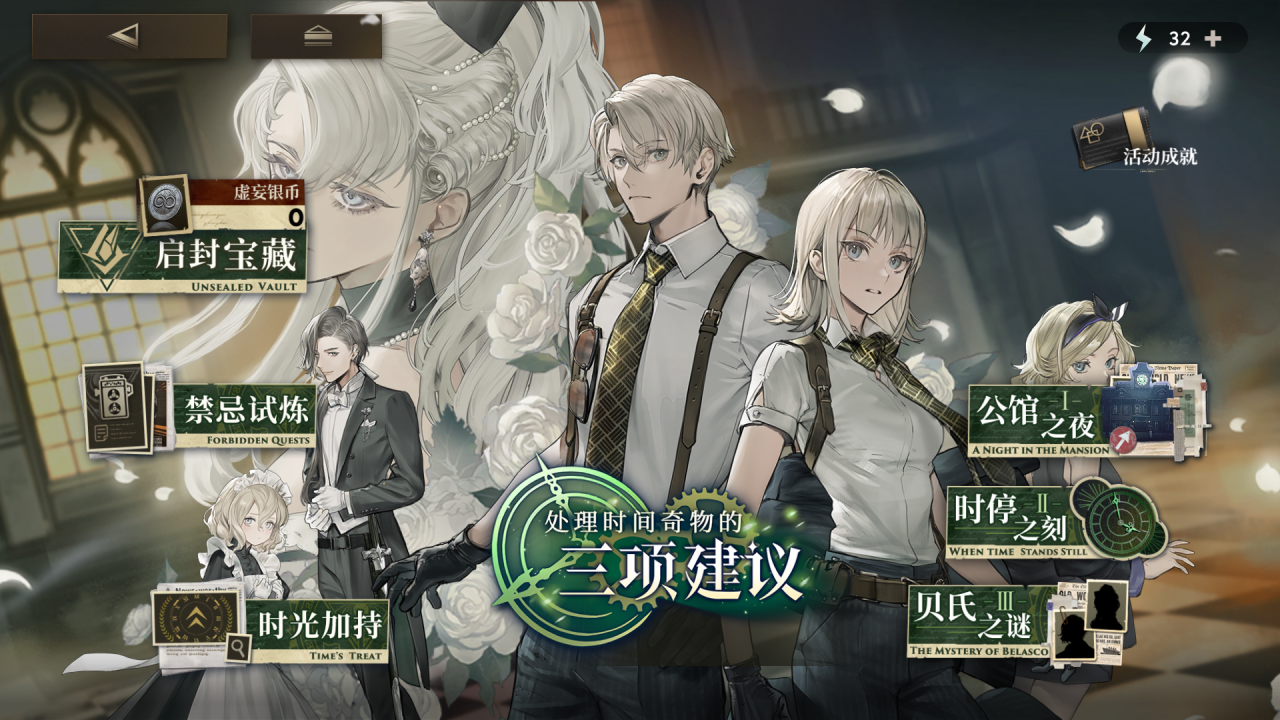 32
活动成就
虚妄银币
0
启封宝藏
UNSEALED VAULT
禁忌试炼
FORBIDDEN QUESTS
时光加持
TIME'S TREAT
处理时间奇物的
三项建议
公馆 I 之夜
A NIGHT IN THE MANSION
时停 II 之刻
WHEN TIME STANDS STILL
贝氏 III 之谜
THE MYSTERY OF BELASCO